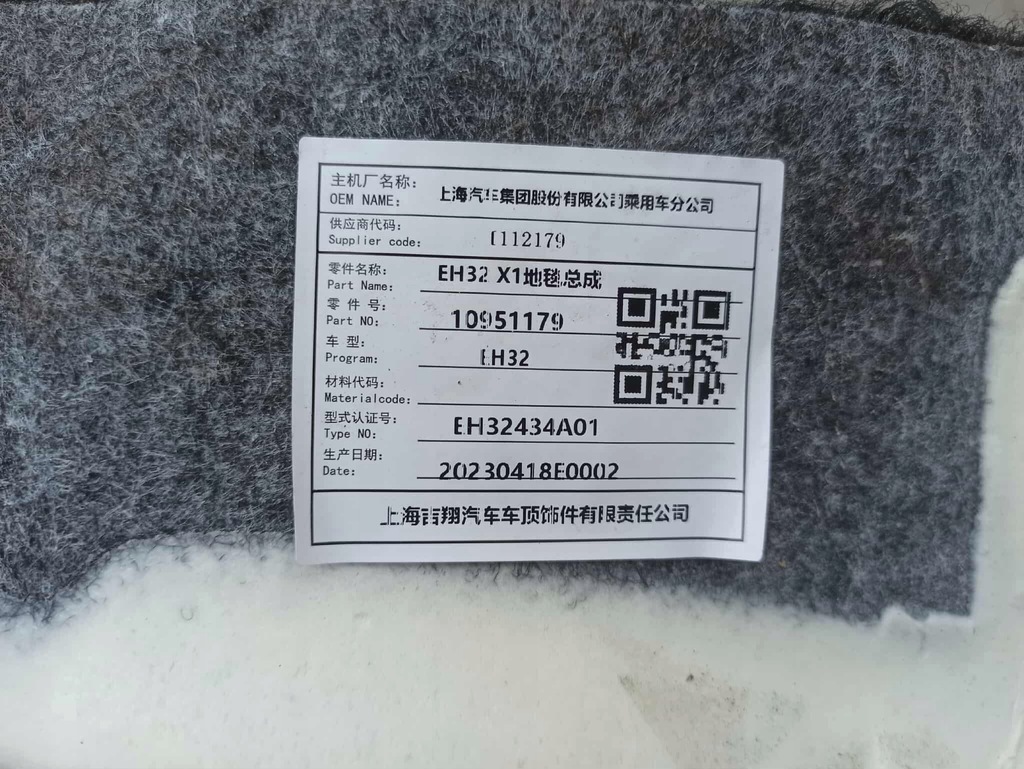 主机厂名称：
OEM NAME： 上海汽车集团股份有限公司乘用车分公司
供应商代码：
Supplier code： 1112179
零件名称：
Part Name： EH32 X1地毯总成
零 件 号：
Part NO： 10951179
车 型：
Program： EH32
材料代码：
Materialcode：
型式认证号：
Type NO： EH32434A01
生产日期：
Date： 20230418E0002
上海吉翔汽车车顶饰件有限责任公司